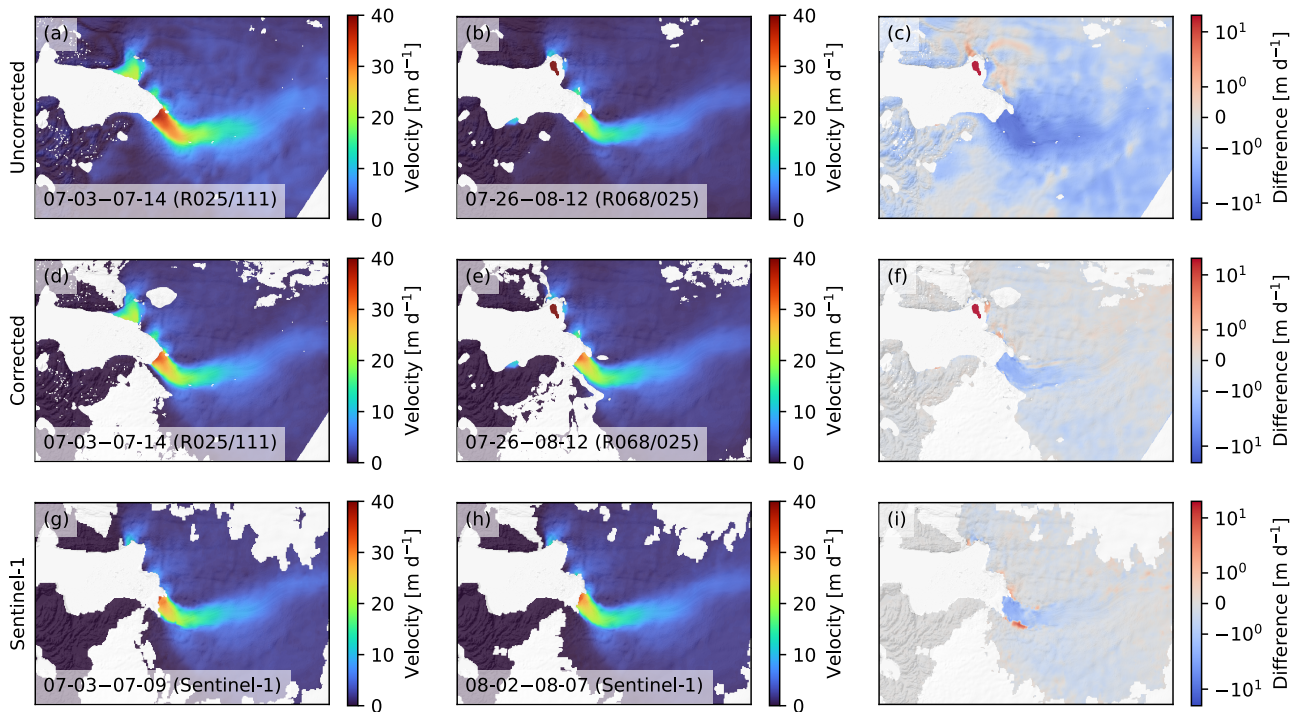 Uncorrected
(a)
07-03−07-14 (R025/111)
40
30
20
10
0
Velocity [m d⁻¹]
(b)
07-26−08-12 (R068/025)
40
30
20
10
0
Velocity [m d⁻¹]
(c)
10¹
10⁰
0
−10⁰
−10¹
Difference [m d⁻¹]
Corrected
(d)
07-03−07-14 (R025/111)
40
30
20
10
0
Velocity [m d⁻¹]
(e)
07-26−08-12 (R068/025)
40
30
20
10
0
Velocity [m d⁻¹]
(f)
10¹
10⁰
0
−10⁰
−10¹
Difference [m d⁻¹]
Sentinel-1
(g)
07-03−07-09 (Sentinel-1)
40
30
20
10
0
Velocity [m d⁻¹]
(h)
08-02−08-07 (Sentinel-1)
40
30
20
10
0
Velocity [m d⁻¹]
(i)
10¹
10⁰
0
−10⁰
−10¹
Difference [m d⁻¹]